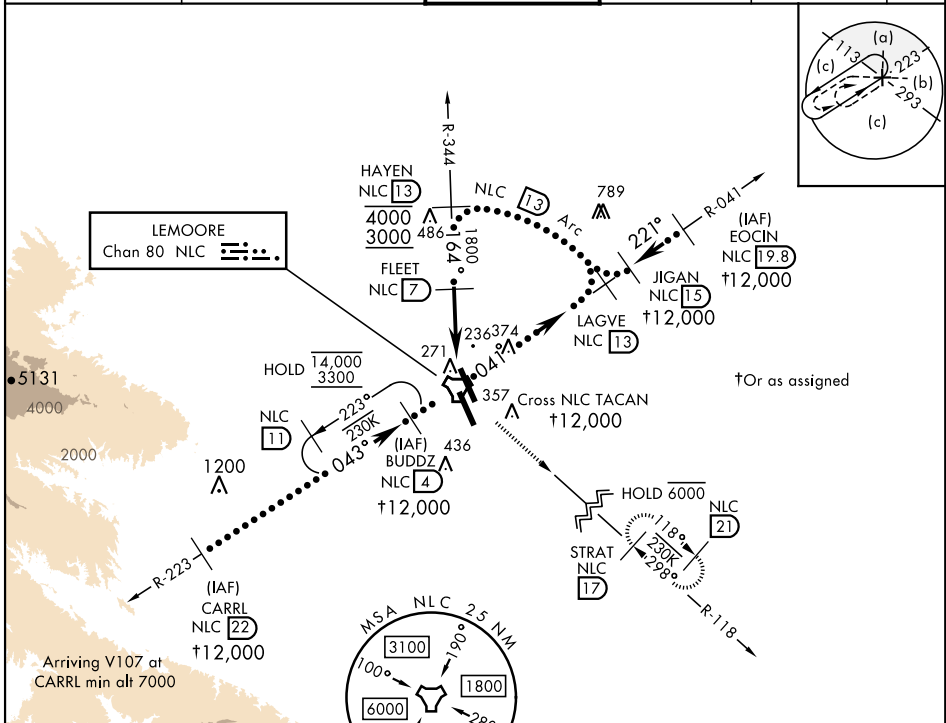 (a)
113
223
(c)
(b)
293
(c)
R-344
HAYEN
NLC 13
4000
3000
486
NLC 13 Arc
789
R-041
221°
(IAF)
EOCIN
NLC 19.8
†12,000
LEMOORE
Chan 80 NLC
1800
164°
FLEET
NLC 7
JIGAN
NLC 15
†12,000
LAGVE
NLC 13
236
374
271
041°
5131
HOLD 14,000
3300
†Or as assigned
4000
223°
230K
043°
NLC
11
357
Cross NLC TACAN
†12,000
(IAF)
BUDDZ
NLC 4
†12,000
436
2000
1200
HOLD 6000
NLC
21
118°
230K
298°
STRAT
NLC
17
R-223
(IAF)
CARRL
NLC 22
†12,000
R-118
MSA NLC 25 NM
3100
190°
100°
1800
6000
280
Arriving V107 at
CARRL min alt 7000